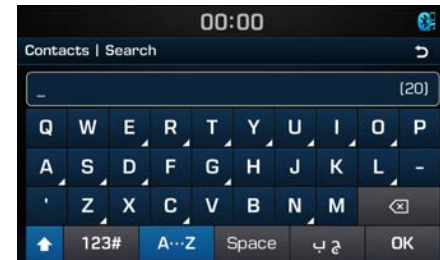 00:00
Contacts | Search
_ (20)
Q W E R T Y U I O P
A S D F G H J K L -
' Z X C V B N M
123# A···Z Space ب ج OK